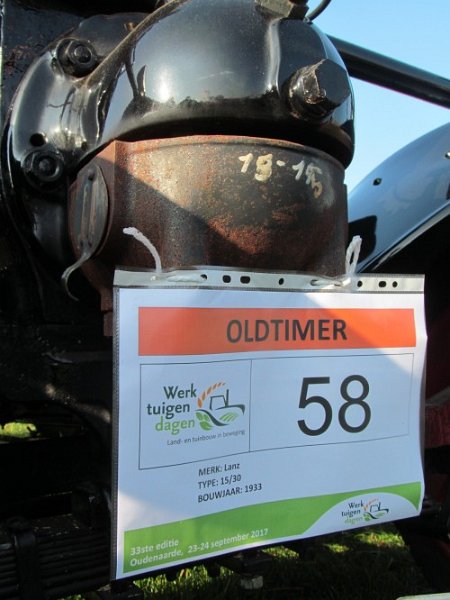 19-15
OLDTIMER
Werk
tuigen
dagen
Land- en tuinbouw in beweging
58
MERK: Lanz
TYPE: 15/30
BOUWJAAR: 1933
33ste editie
Oudenaarde, 23-24 september 2017
Werk
tuigen
dagen